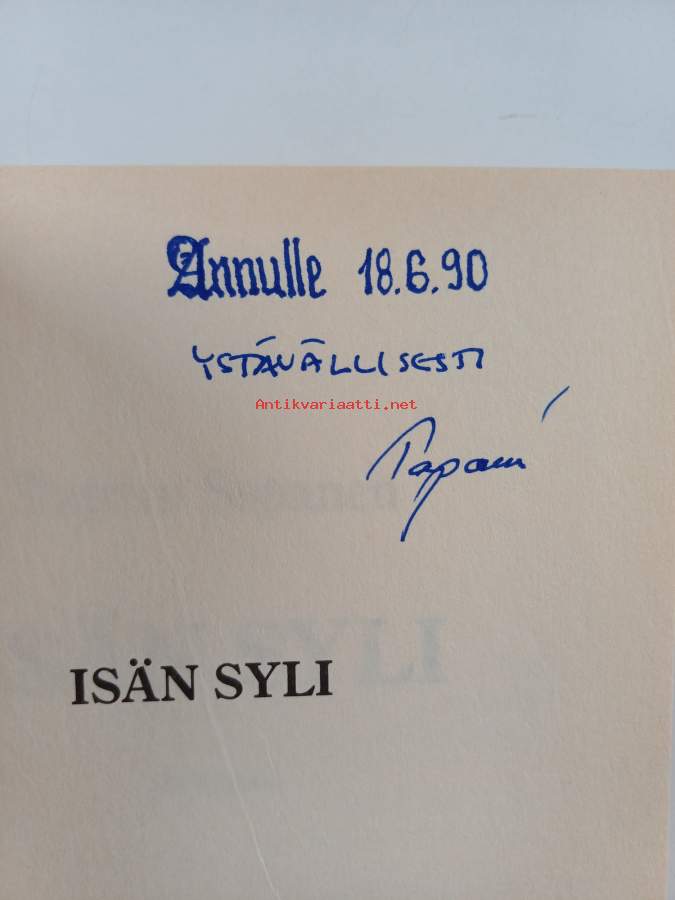 Annulle 18.6.90
YSTÄVÄLLISESTI
Antikvariaatti.net
Tapani
ISÄN SYLI